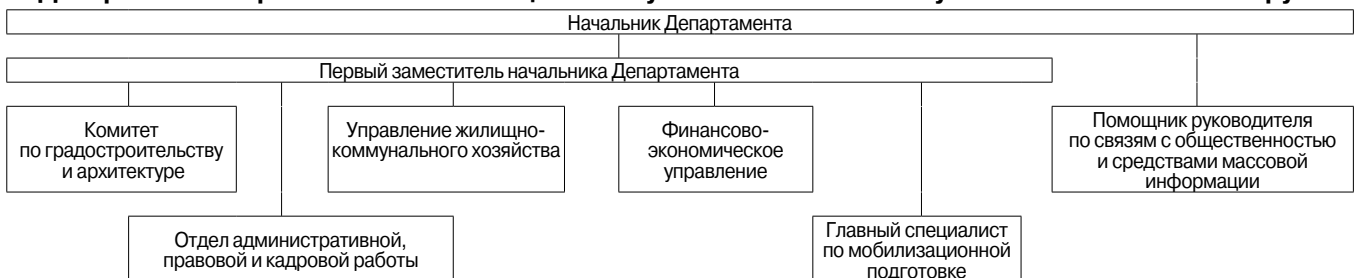 Начальник Департамента
Первый заместитель начальника Департамента
Комитет
по градостроительству
и архитектуре
Управление жилищно-
коммунального хозяйства
Финансово-
экономическое
управление
Помощник руководителя
по связям с общественностью
и средствами массовой
информации
Отдел административной,
правовой и кадровой работы
Главный специалист
по мобилизационной
подготовке